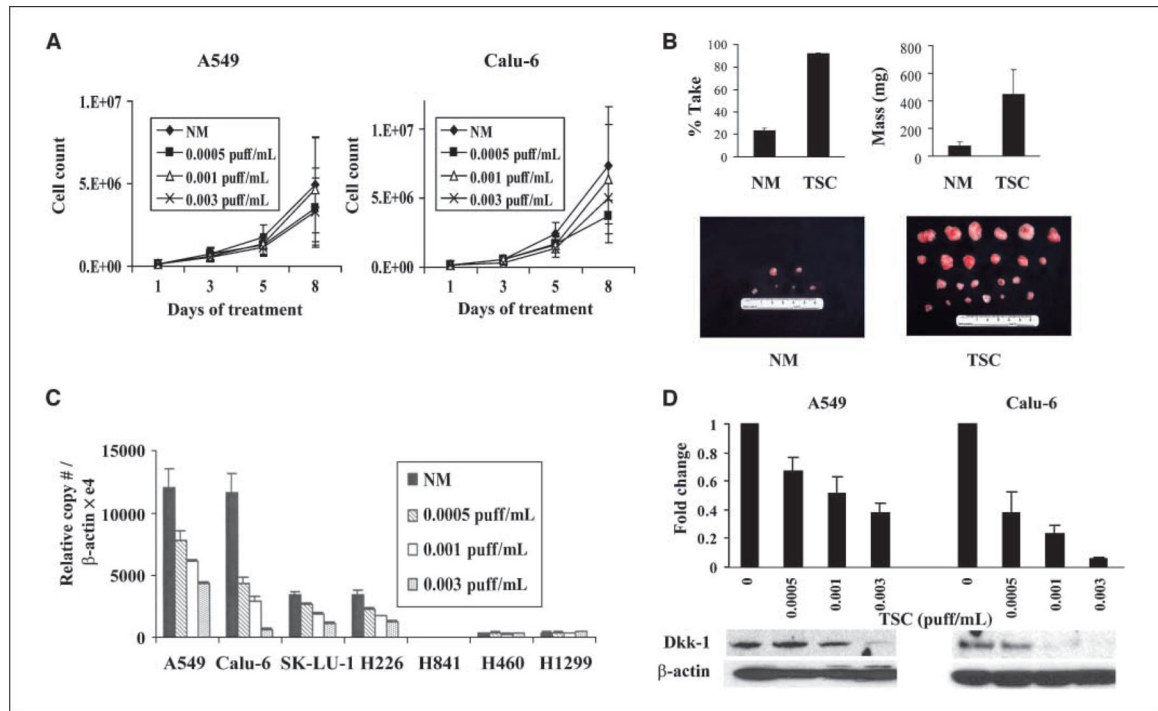 A
A549
1.E+07
5.E+06
0.E+00
Cell count
NM
0.0005 puff/mL
0.001 puff/mL
0.003 puff/mL
1 3 5 8
Days of treatment
Calu-6
1.E+07
5.E+06
0.E+00
Cell count
NM
0.0005 puff/mL
0.001 puff/mL
0.003 puff/mL
1 3 5 8
Days of treatment
B
100
80
60
40
20
0
% Take
NM TSC
800
600
400
200
0
Mass (mg)
NM TSC
NM
TSC
C
15000
10000
5000
0
Relative copy # /
β-actin × e4
NM
0.0005 puff/mL
0.001 puff/mL
0.003 puff/mL
A549 Calu-6 SK-LU-1 H226 H841 H460 H1299
D
A549
Calu-6
1
0.8
0.6
0.4
0.2
0
Fold change
0 0.0005 0.001 0.003
0 0.0005 0.001 0.003
TSC (puff/mL)
Dkk-1
β-actin